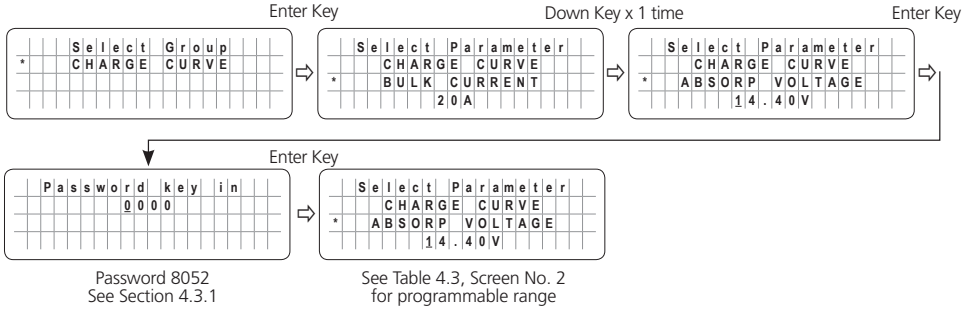 Enter Key
Down Key x 1 time
Enter Key
Select Group
* CHARGE CURVE
Select Parameter
CHARGE CURVE
* BULK CURRENT
20A
Select Parameter
CHARGE CURVE
* ABSORP VOLTAGE
14.40V
Enter Key
Password key in
0000
Select Parameter
CHARGE CURVE
* ABSORP VOLTAGE
14.40V
Password 8052
See Section 4.3.1
See Table 4.3, Screen No. 2
for programmable range